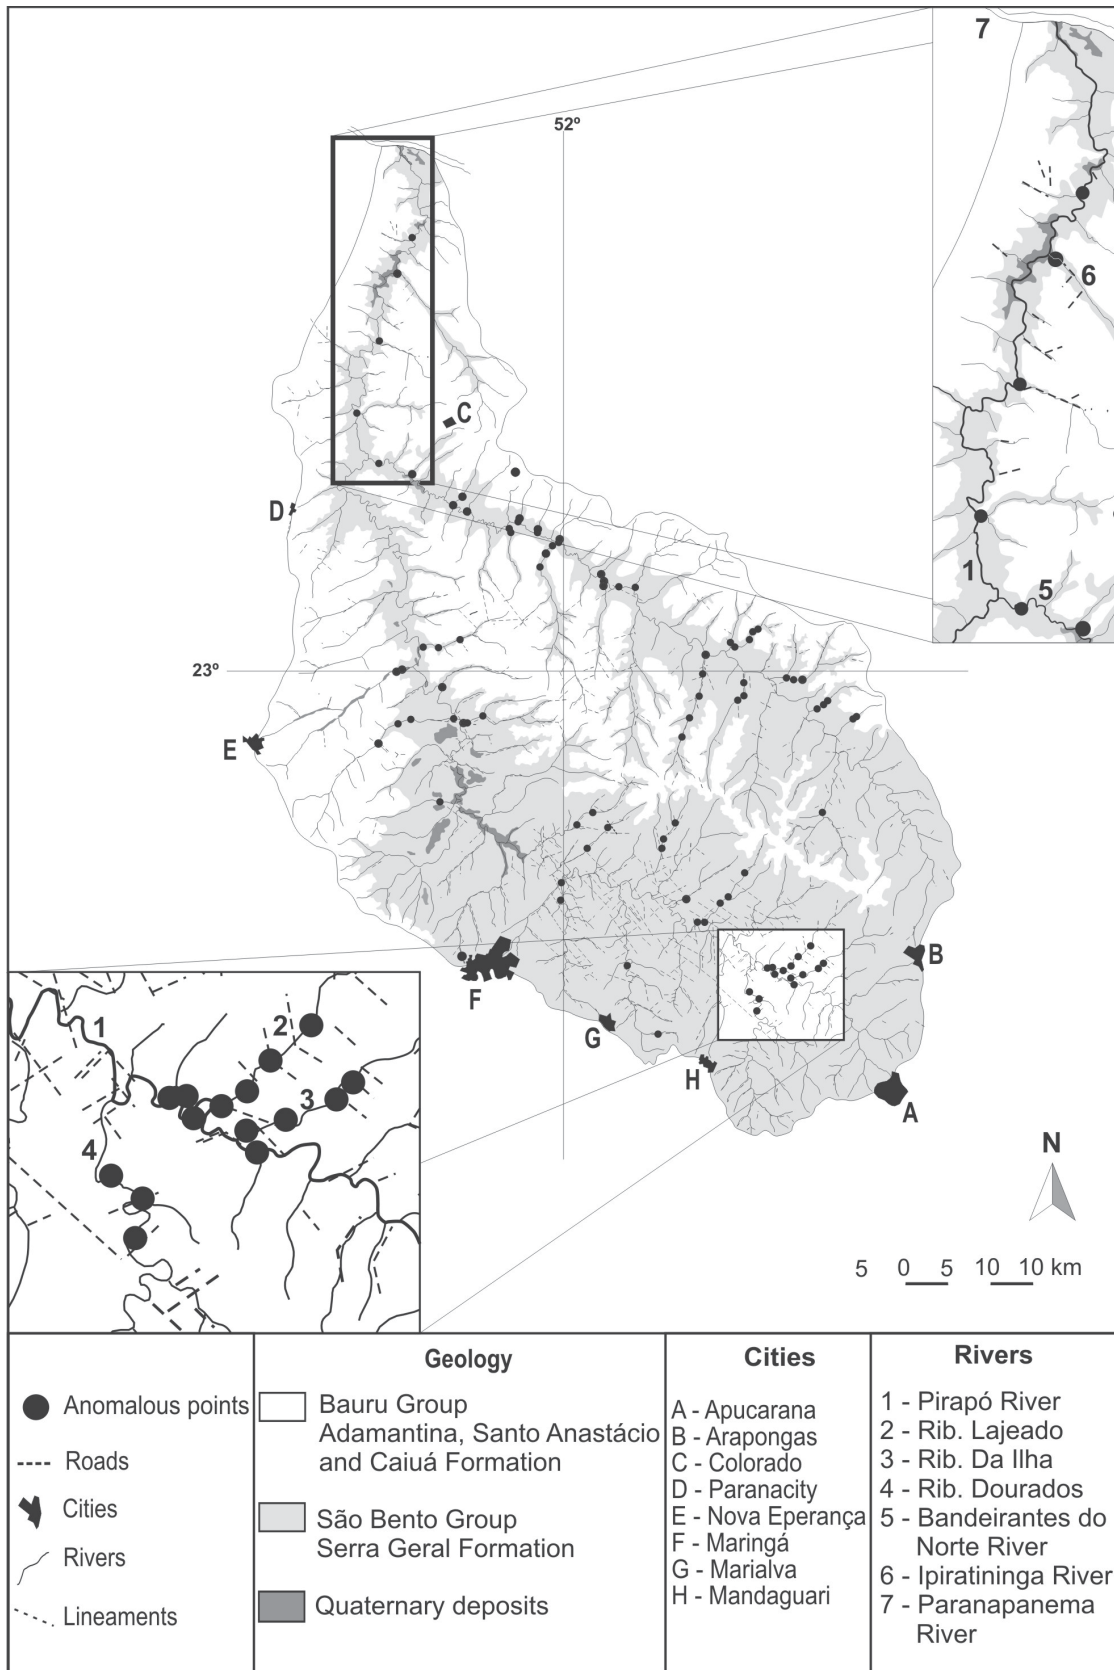 7
52º
6
C
D
1
5
23º
E
B
F
G
H
A
1
2
3
4
N
5 0 5 10 10 km
Anomalous points
Roads
Cities
Rivers
Lineaments
Geology
Bauru Group
Adamantina, Santo Anastácio
and Caiuá Formation
São Bento Group
Serra Geral Formation
Quaternary deposits
Cities
A - Apucarana
B - Arapongas
C - Colorado
D - Paranacity
E - Nova Eperança
F - Maringá
G - Marialva
H - Mandaguari
Rivers
1 - Pirapó River
2 - Rib. Lajeado
3 - Rib. Da Ilha
4 - Rib. Dourados
5 - Bandeirantes do
Norte River
6 - Ipiratininga River
7 - Paranapanema
River